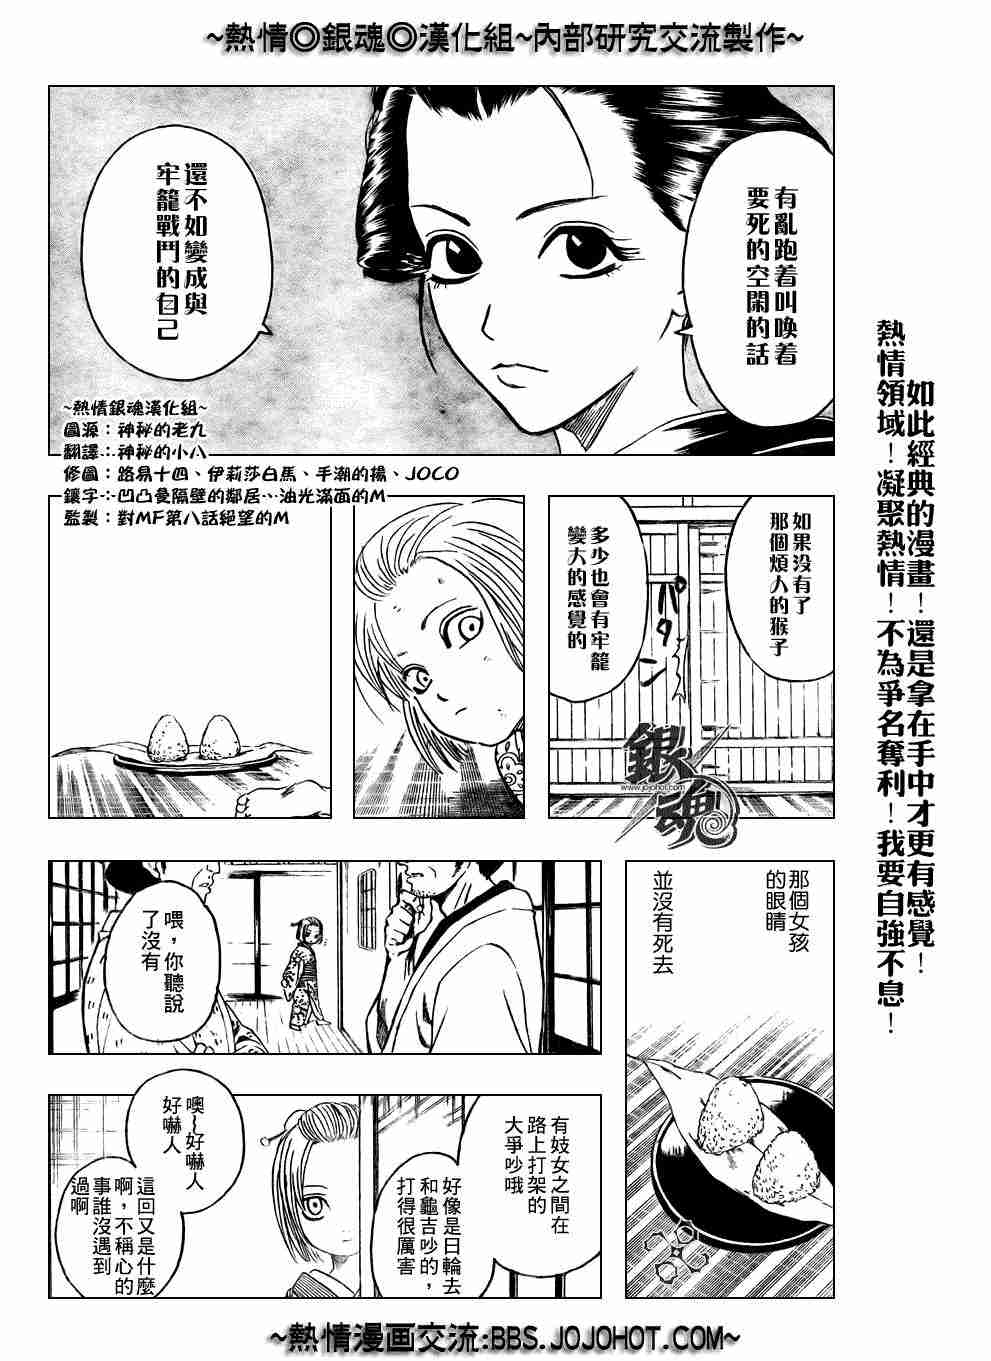 ~熱情◎銀魂◎漢化組~內部研究交流製作~
有亂跑着叫喚着
要死的空閑的話
還不如變成與
牢籠戰鬥的自己
~熱情銀魂漢化組~
圖源：神秘的老九
翻譯：神秘的小八
修圖：路易十四、伊莉莎白馬、手潮的揚、JOCO
鑲字：凹凸曼隔壁的鄰居…油光滿面的M
監製：對MF第八話絕望的M
如此經典的漫畫！還是拿在手中才更有感覺！
熱情領域！凝聚熱情！不為爭名奪利！我要自強不息！
如果没有了
那個煩人的猴子
多少也會有牢籠
變大的感覺的
パタン
銀魂
www.jojohot.com
那個女孩
的眼睛
並沒有死去
喂，你聽說
了沒有
有妓女之間在
路上打架的
大爭吵哦
好像是日輪去
和龜吉吵的，
打得很厲害
噢~好嚇人
好嚇人
這回又是什麼
啊，不稱心的
事誰沒遇到
過啊
~熱情漫画交流:BBS.JOJOHOT.COM~